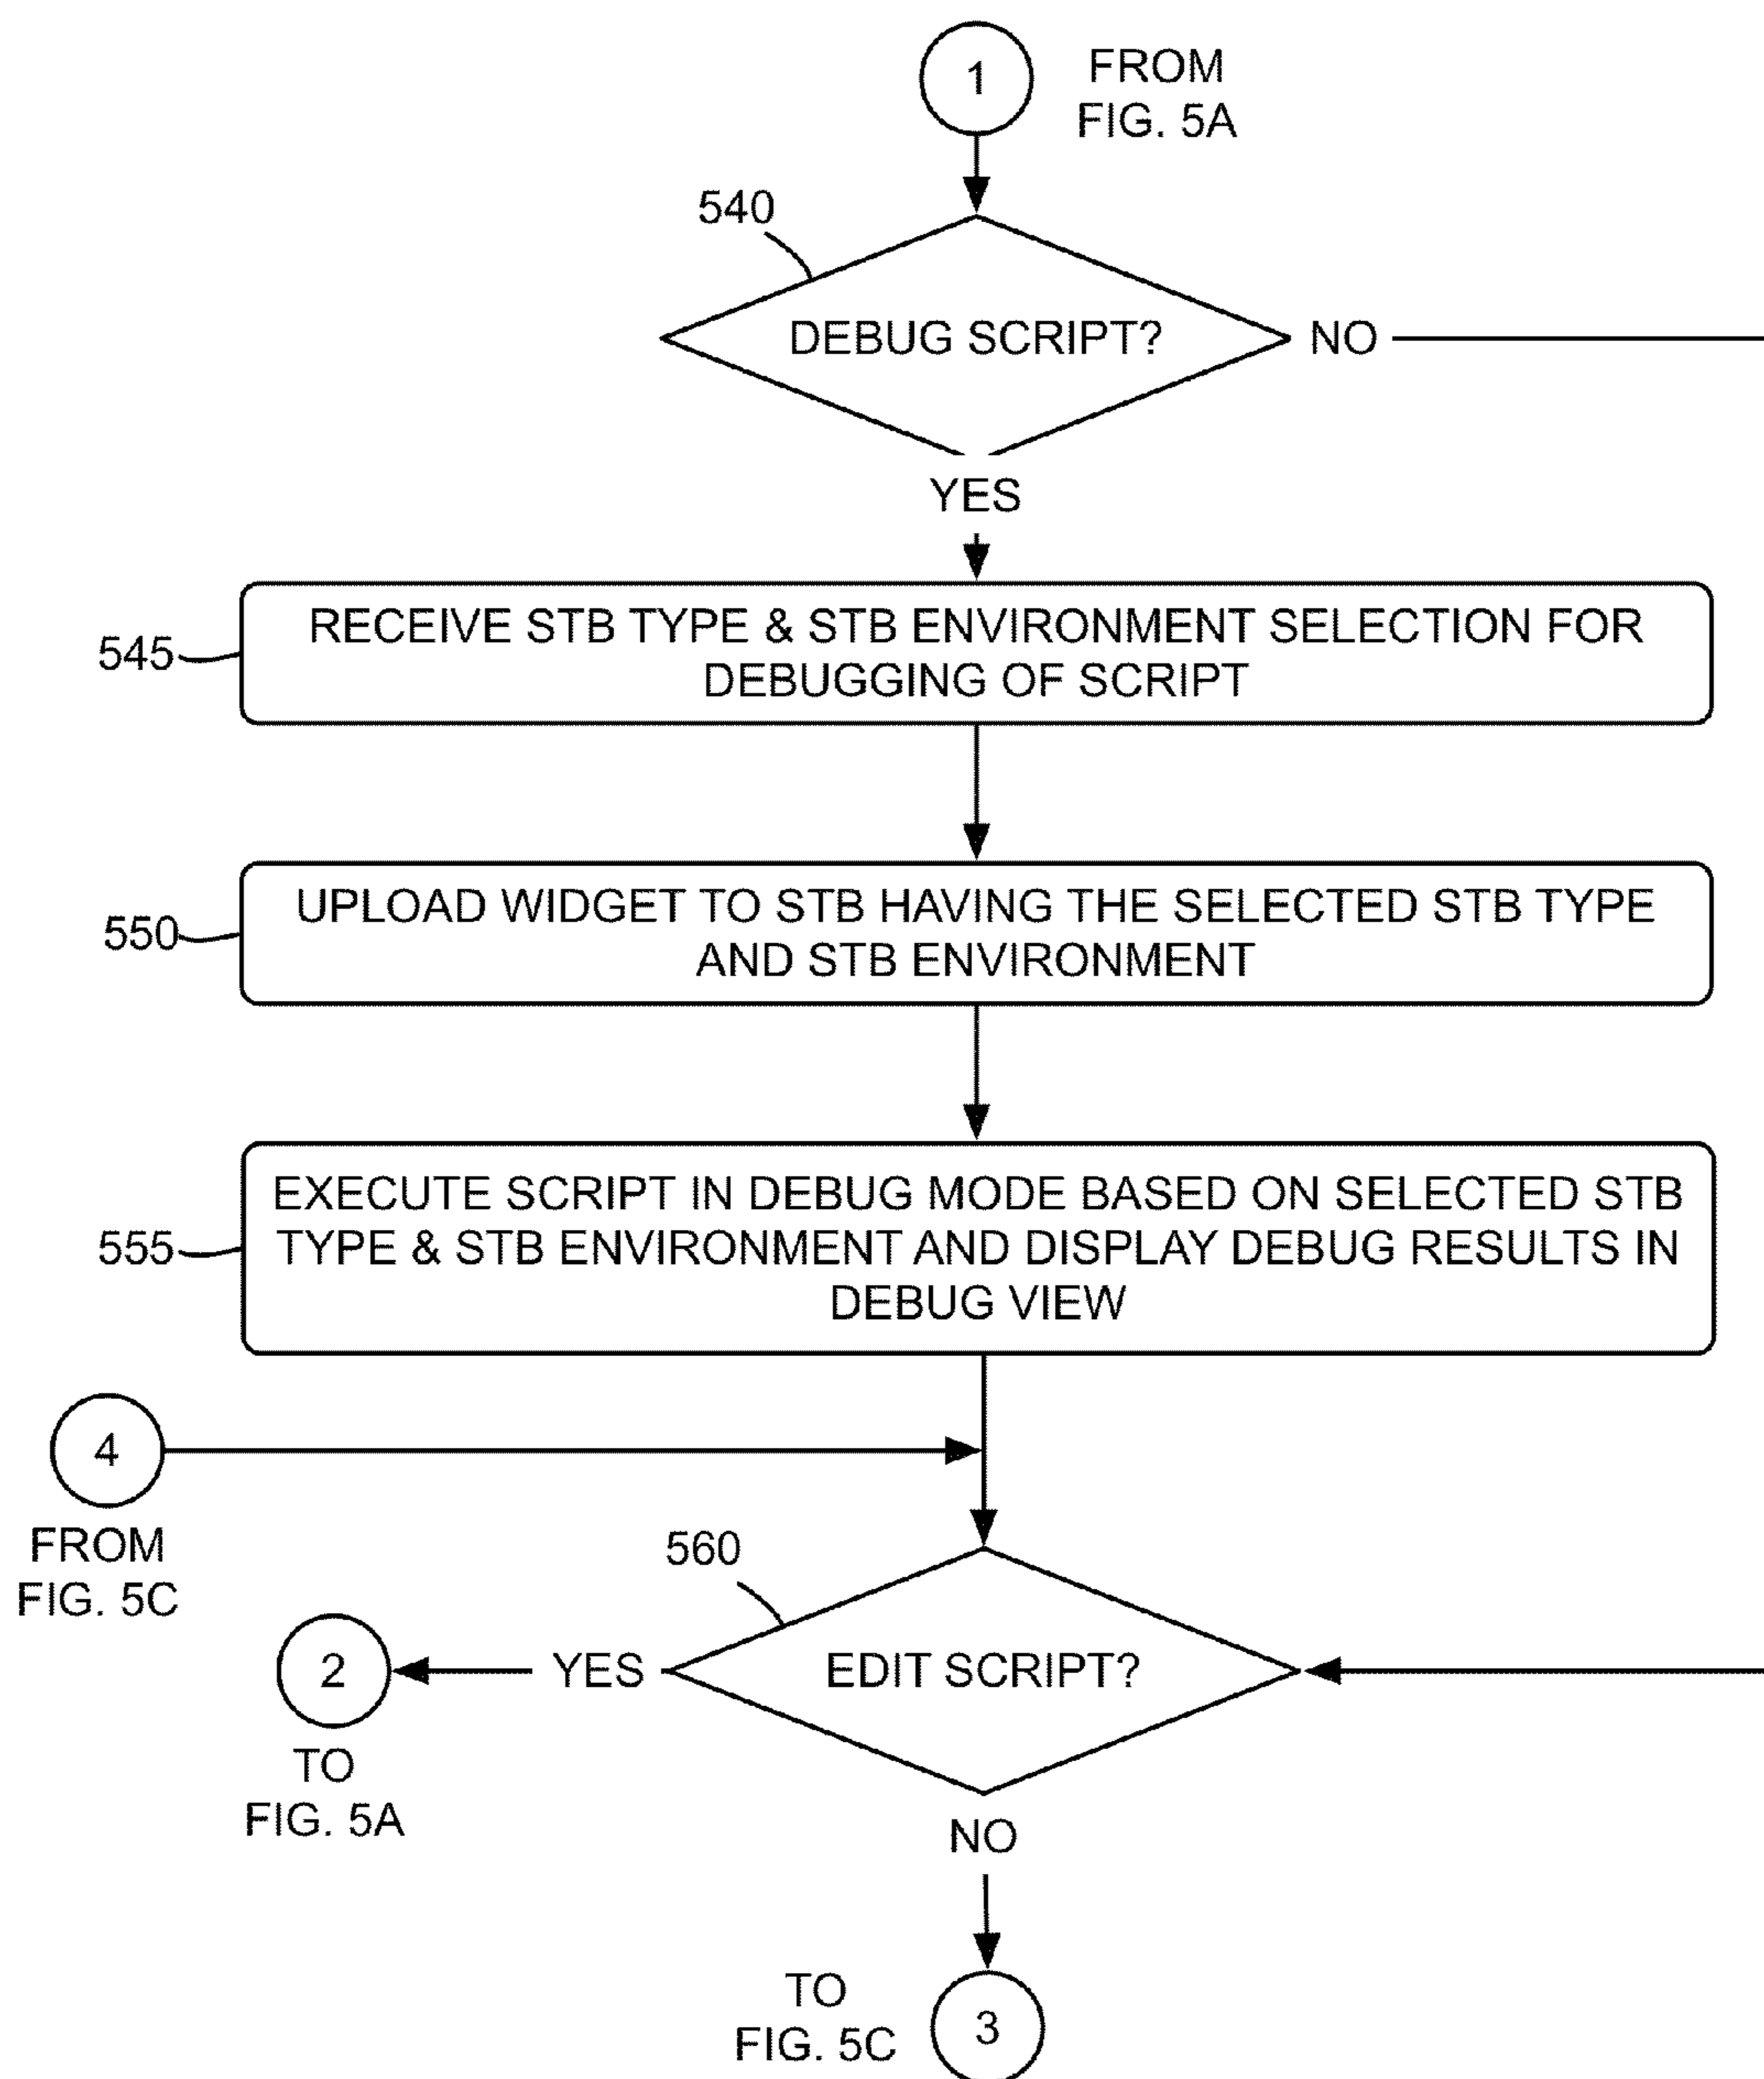 1
FROM
FIG. 5A
540
DEBUG SCRIPT?
NO
YES
545
RECEIVE STB TYPE & STB ENVIRONMENT SELECTION FOR
DEBUGGING OF SCRIPT
550
UPLOAD WIDGET TO STB HAVING THE SELECTED STB TYPE
AND STB ENVIRONMENT
555
EXECUTE SCRIPT IN DEBUG MODE BASED ON SELECTED STB
TYPE & STB ENVIRONMENT AND DISPLAY DEBUG RESULTS IN
DEBUG VIEW
4
FROM
FIG. 5C
560
EDIT SCRIPT?
YES
2
TO
FIG. 5A
NO
TO
FIG. 5C
3